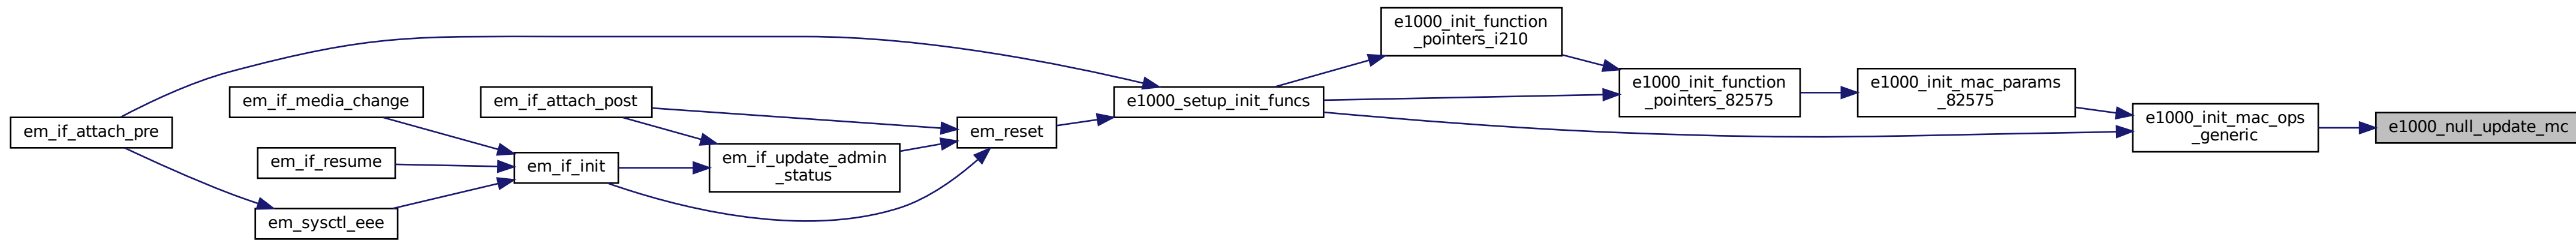 em_if_attach_pre
em_if_media_change
em_if_resume
em_sysctl_eee
em_if_attach_post
em_if_init
em_if_update_admin
_status
em_reset
e1000_setup_init_funcs
e1000_init_function
_pointers_i210
e1000_init_function
_pointers_82575
e1000_init_mac_params
_82575
e1000_init_mac_ops
_generic
e1000_null_update_mc